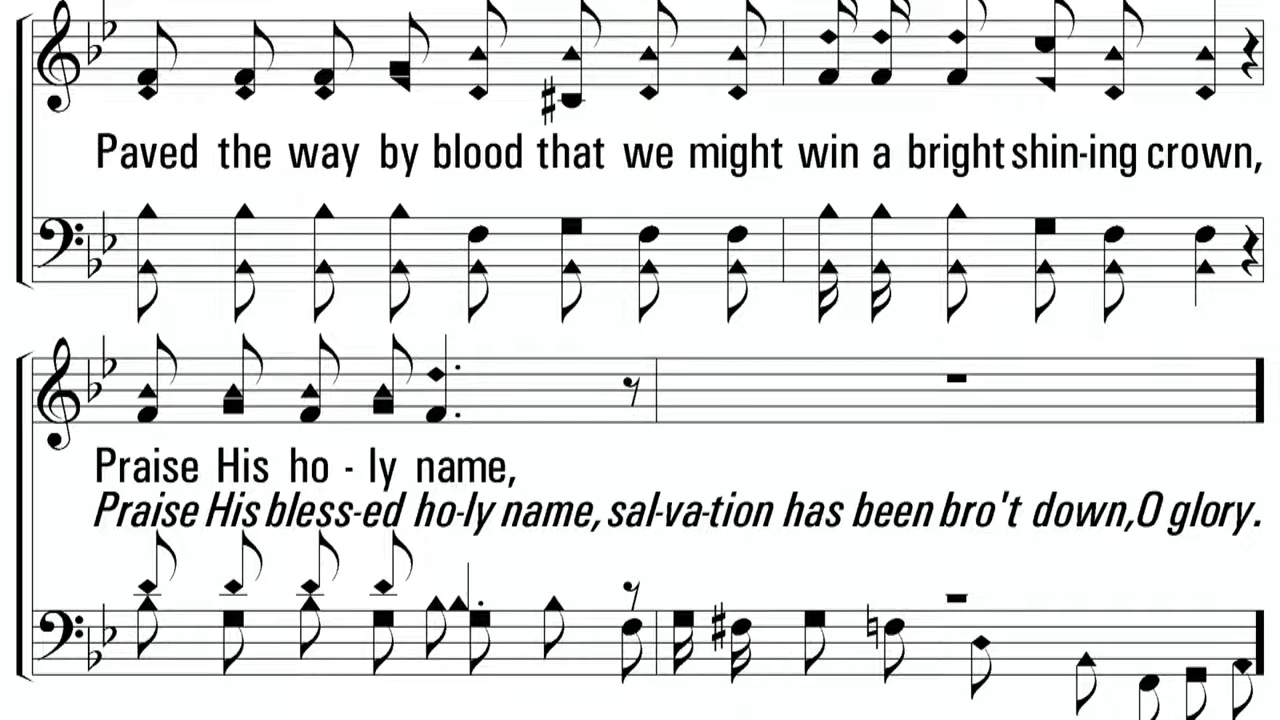 Paved the way by blood that we might win a bright shin-ing crown,
Praise His ho - ly name,
Praise His bless-ed ho-ly name, sal-va-tion has been bro't down, O glory.